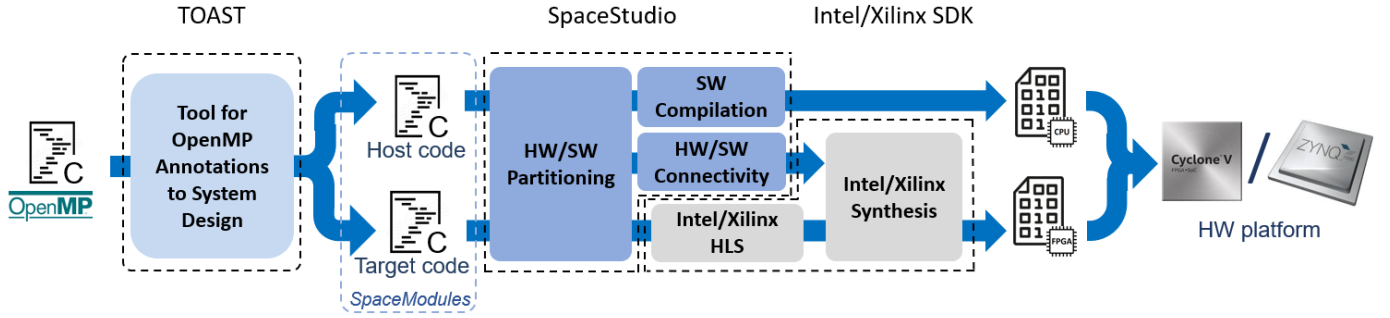 TOAST
SpaceStudio
Intel/Xilinx SDK
C
OpenMP
Tool for
OpenMP
Annotations
to System
Design
C
Host code
C
Target code
SpaceModules
HW/SW
Partitioning
SW
Compilation
HW/SW
Connectivity
Intel/Xilinx
HLS
Intel/Xilinx
Synthesis
CPU
FPGA
Cyclone V
FPGA • SoC
/
ZYNQ
HW platform